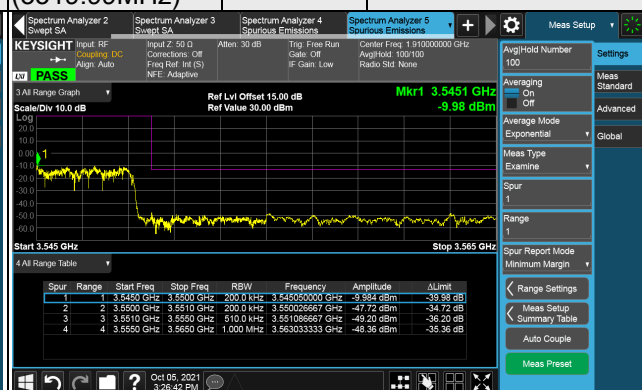 (3510.00MHz)
Spectrum Analyzer 2
Swept SA
Spectrum Analyzer 3
Swept SA
Spectrum Analyzer 4
Spurious Emissions
Spectrum Analyzer 5
Spurious Emissions
Meas Setup
KEYSIGHT
Input: RF
Coupling: DC
Align: Auto
Input Z: 50 Ω
Corrections: Off
Freq Ref: Int (S)
NFE: Adaptive
Atten: 30 dB
Trig: Free Run
Gate: Off
IF Gain: Low
Center Freq: 1.910000000 GHz
Avg|Hold: 100/100
Radio Std: None
LXI PASS
3 All Range Graph
Scale/Div 10.0 dB
Ref Lvl Offset 15.00 dB
Ref Value 30.00 dBm
Mkr1 3.5451 GHz
-9.98 dBm
Log
20.0
10.0
0.00
-10.0
-20.0
-30.0
-40.0
-50.0
-60.0
1
Start 3.545 GHz
Stop 3.565 GHz
4 All Range Table
Spur Range Start Freq Stop Freq RBW Frequency Amplitude ΔLimit
1 1 3.5450 GHz 3.5500 GHz 200.0 kHz 3.545050000 GHz -9.984 dBm -39.98 dB
2 2 3.5500 GHz 3.5510 GHz 200.0 kHz 3.550026667 GHz -47.72 dBm -34.72 dB
3 3 3.5510 GHz 3.5550 GHz 510.0 kHz 3.551086667 GHz -49.20 dBm -36.20 dB
4 4 3.5550 GHz 3.5650 GHz 1.000 MHz 3.563033333 GHz -48.36 dBm -35.36 dB
Avg|Hold Number
100
Averaging
On
Off
Average Mode
Exponential
Meas Type
Examine
Spur
1
Range
1
Spur Report Mode
Minimum Margin
Range Settings
Meas Setup
Summary Table
Auto Couple
Meas Preset
Settings
Meas
Standard
Advanced
Global
Oct 05, 2021
3:26:42 PM